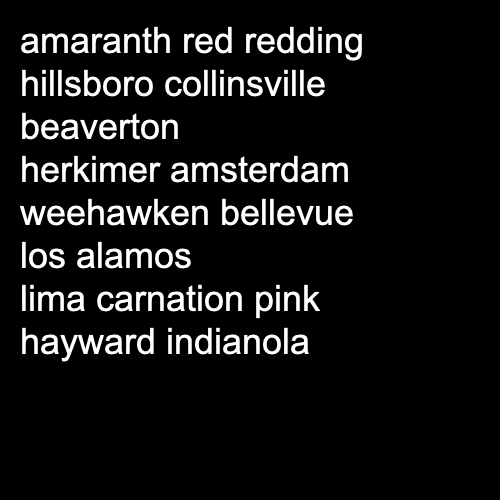 amaranth red redding
hillsboro collinsville
beaverton
herkimer amsterdam
weehawken bellevue
los alamos
lima carnation pink
hayward indianola